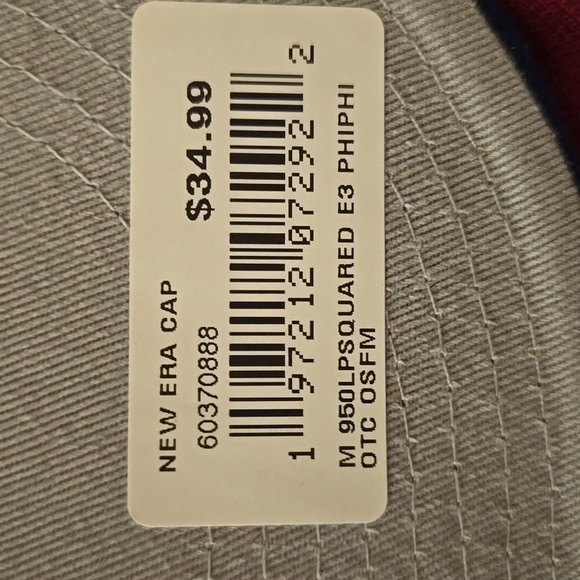 NEW ERA CAP
60370888 $34.99
1 97212 07292 2
M 950LPSQUARED E3 PHIPHI
OTC OSFM